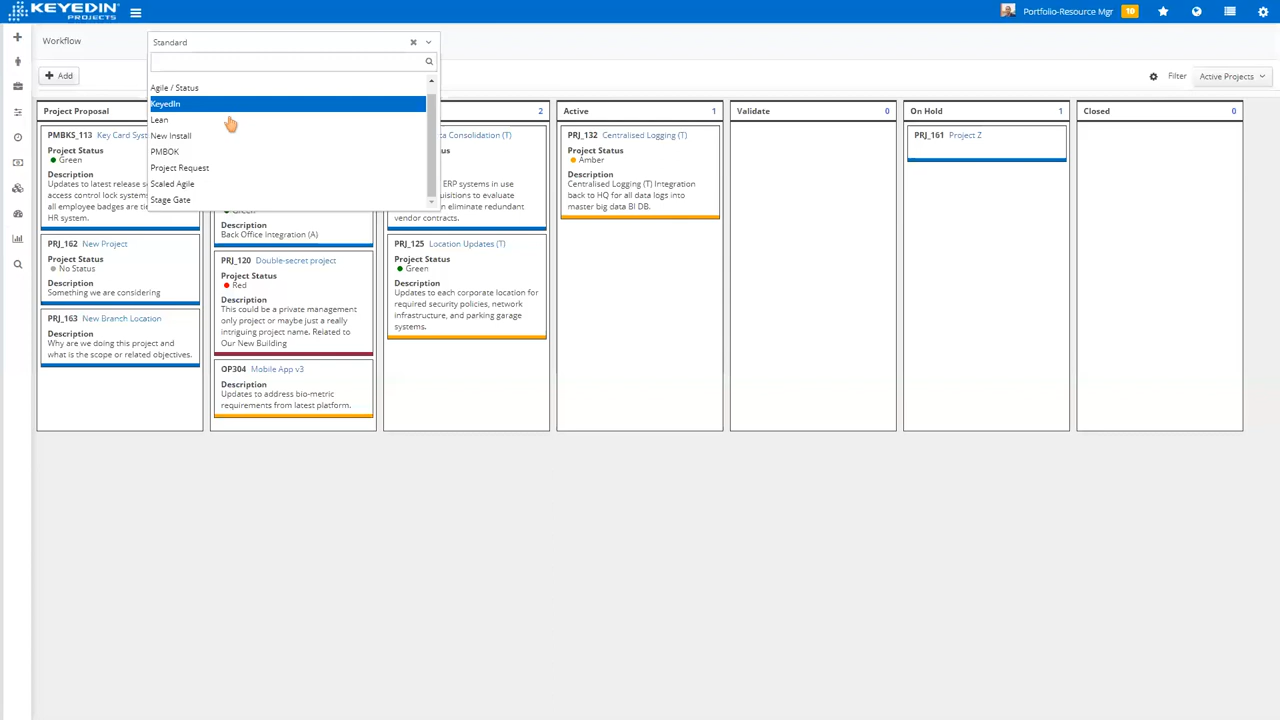 KEYEDIN
PROJECTS
Portfolio-Resource Mgr
10
Workflow
Standard
Add
Filter
Active Projects
Agile / Status
KeyedIn
Lean
New Install
PMBOK
Project Request
Scaled Agile
Stage Gate
Project Proposal
PMBKS_113 Key Card Sys
Project Status
Green
Description
Updates to latest release
access control lock systems
all employee badges are
HR system.
PRJ_162 New Project
Project Status
No Status
Description
Something we are considering
PRJ_163 New Branch Location
Description
Why are we doing this project and
what is the scope or related objectives.
Description
Back Office Integration (A)
PRJ_120 Double-secret project
Project Status
Red
Description
This could be a private management
only project or maybe just a really
intriguing project name. Related to
Our New Building
OP304 Mobile App v3
Description
Updates to address bio-metric
requirements from latest platform.
2
Consolidation (T)
ERP systems in use
to evaluate
eliminate redundant
vendor contracts.
PRJ_125 Location Updates (T)
Project Status
Green
Description
Updates to each corporate location for
required security policies, network
infrastructure, and parking garage
systems.
Active 1
PRJ_132 Centralised Logging (T)
Project Status
Amber
Description
Centralised Logging (T) Integration
back to HQ for all data logs into
master big data BI DB.
Validate 0
On Hold 1
PRJ_161 Project Z
Closed 0